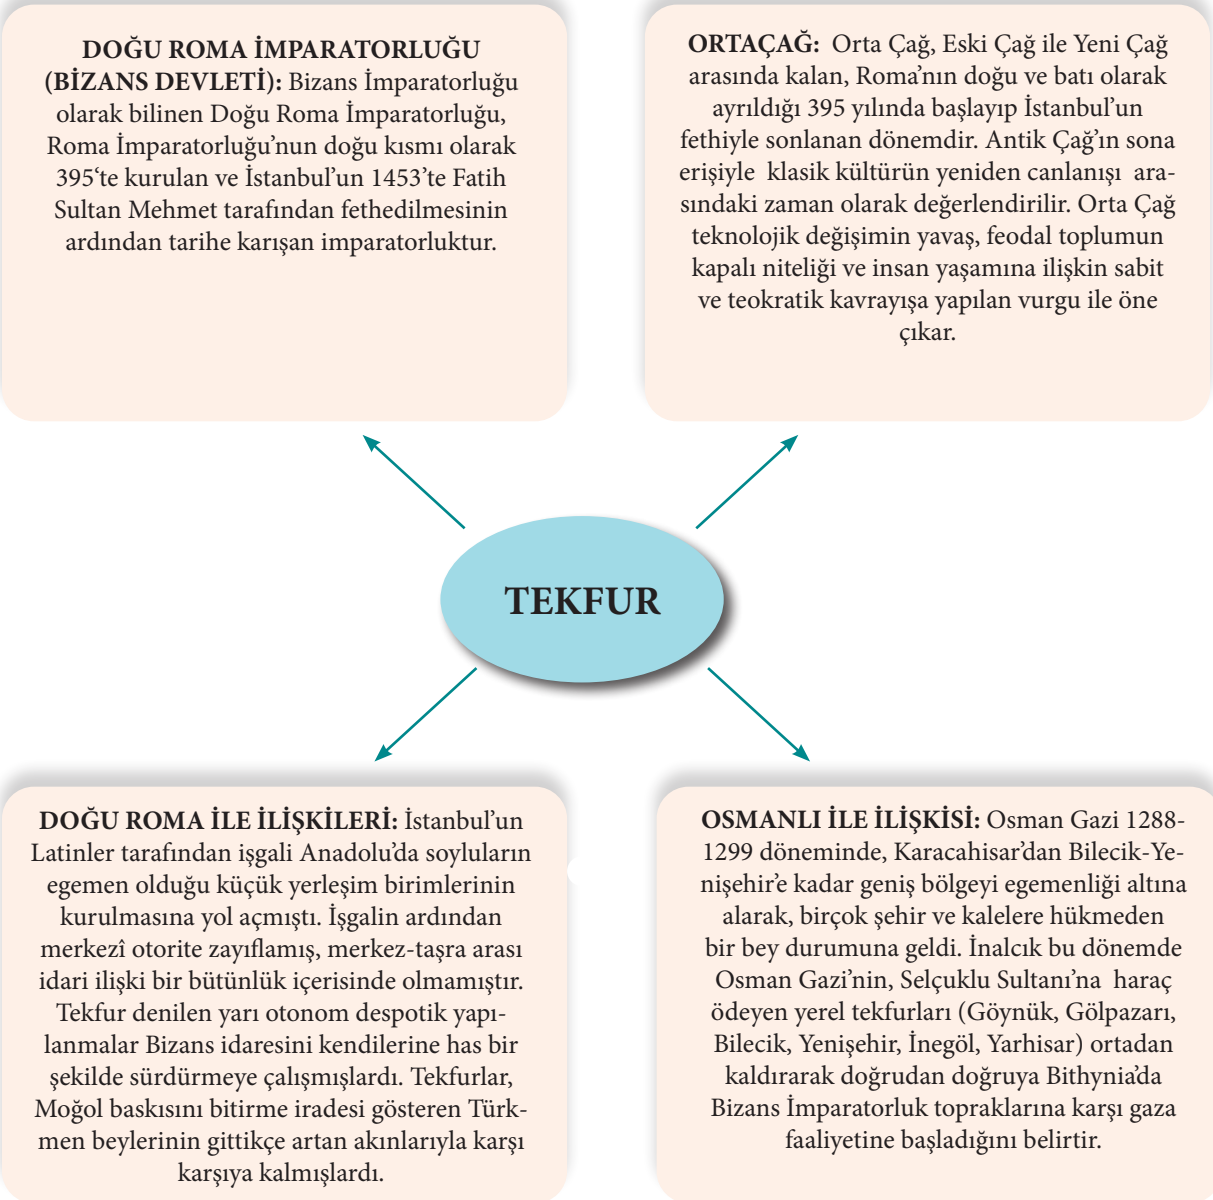 DOĞU ROMA İMPARATORLUĞU
(BİZANS DEVLETİ): Bizans İmparatorluğu
olarak bilinen Doğu Roma İmparatorluğu,
Roma İmparatorluğu’nun doğu kısmı olarak
395‘te kurulan ve İstanbul’un 1453’te Fatih
Sultan Mehmet tarafından fethedilmesinin
ardından tarihe karışan imparatorluktur.
ORTAÇAĞ: Orta Çağ, Eski Çağ ile Yeni Çağ
arasında kalan, Roma’nın doğu ve batı olarak
ayrıldığı 395 yılında başlayıp İstanbul’un
fethiyle sonlanan dönemdir. Antik Çağ’ın sona
erişiyle klasik kültürün yeniden canlanışı ara-
sındaki zaman olarak değerlendirilir. Orta Çağ
teknolojik değişimin yavaş, feodal toplumun
kapalı niteliği ve insan yaşamına ilişkin sabit
ve teokratik kavrayışa yapılan vurgu ile öne
çıkar.
TEKFUR
DOĞU ROMA İLE İLİŞKİLERİ: İstanbul’un
Latinler tarafından işgali Anadolu’da soyluların
egemen olduğu küçük yerleşim birimlerinin
kurulmasına yol açmıştı. İşgalin ardından
merkezî otorite zayıflamış, merkez-taşra arası
idari ilişki bir bütünlük içerisinde olmamıştır.
Tekfur denilen yarı otonom despotik yapı-
lanmalar Bizans idaresini kendilerine has bir
şekilde sürdürmeye çalışmışlardı. Tekfurlar,
Moğol baskısını bitirme iradesi gösteren Türk-
men beylerinin gittikçe artan akınlarıyla karşı
karşıya kalmışlardı.
OSMANLI İLE İLİŞKİSİ: Osman Gazi 1288-
1299 döneminde, Karacahisar’dan Bilecik-Ye-
nişehir’e kadar geniş bölgeyi egemenliği altına
alarak, birçok şehir ve kalelere hükmeden
bir bey durumuna geldi. İnalcık bu dönemde
Osman Gazi’nin, Selçuklu Sultanı’na haraç
ödeyen yerel tekfurları (Göynük, Gölpazarı,
Bilecik, Yenişehir, İnegöl, Yarhisar) ortadan
kaldırarak doğrudan doğruya Bithynia’da
Bizans İmparatorluk topraklarına karşı gaza
faaliyetine başladığını belirtir.